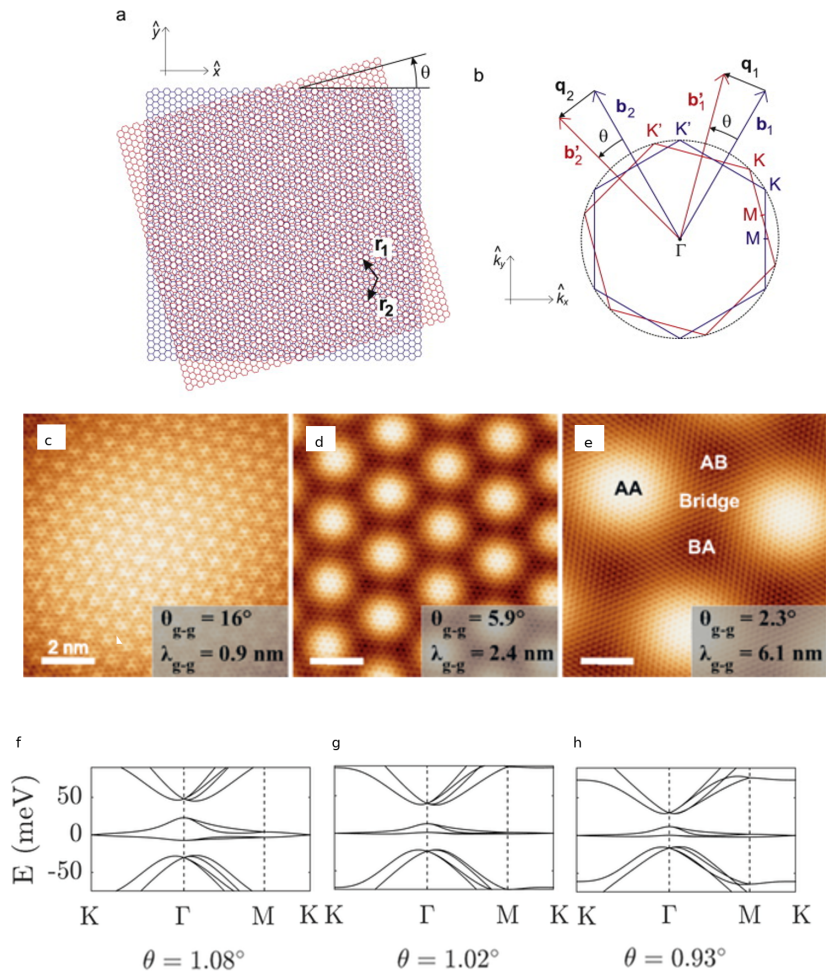 a
ŷ
x̂
θ
r₁
r₂
b
q₂
b₂
b'₁
q₁
θ
K'
K'
θ
b₁
b'₂
K
K
M
M
Γ
k̂y
k̂x
c
2 nm
θg-g = 16°
λg-g = 0.9 nm
d
θg-g = 5.9°
λg-g = 2.4 nm
e
AB
AA
Bridge
BA
θg-g = 2.3°
λg-g = 6.1 nm
f
g
h
E (meV)
50
0
-50
K Γ M K
K Γ M K
K Γ M K
θ = 1.08°
θ = 1.02°
θ = 0.93°